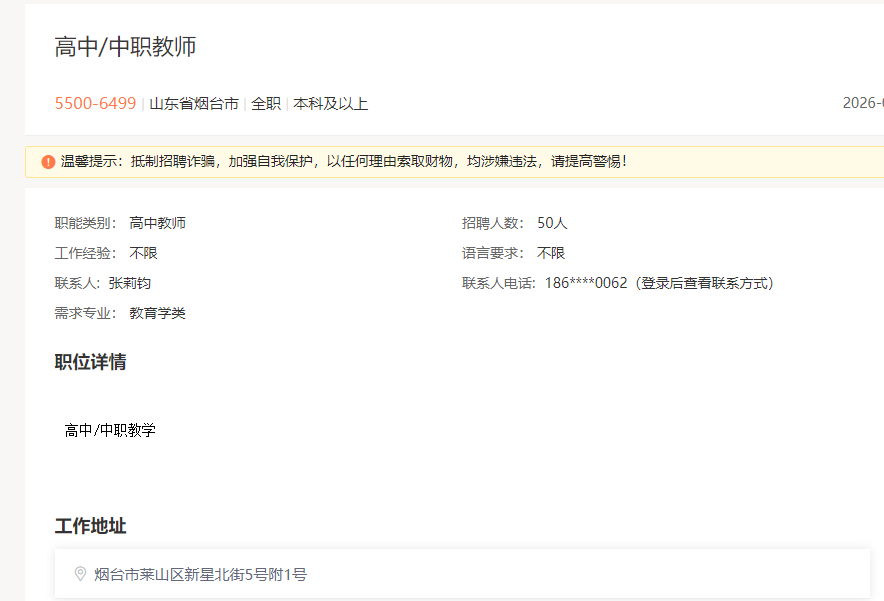 高中/中职教师
5500-6499 | 山东省烟台市 | 全职 | 本科及以上
2026-
温馨提示：抵制招聘诈骗，加强自我保护，以任何理由索取财物，均涉嫌违法，请提高警惕！
职能类别： 高中教师 招聘人数： 50人
工作经验： 不限 语言要求： 不限
联系人：张莉钧 联系人电话：186****0062（登录后查看联系方式）
需求专业： 教育学类
职位详情
高中/中职教学
工作地址
烟台市莱山区新星北街5号附1号